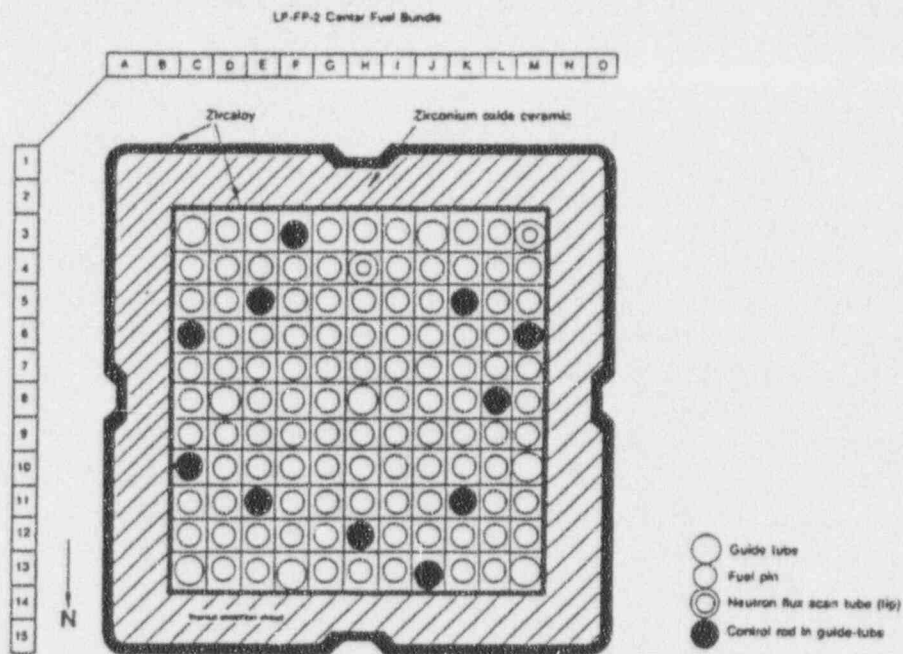 LP-FP-2 Center Fuel Bundle
A B C D E F G H I J K L M N O
Zircaloy
Zirconium oxide ceramic
1
2
3
4
5
6
7
8
9
10
11
12
13
14
15
N
Guide tube
Fuel pin
Neutron flux scan tube (tip)
Control rod in guide-tube